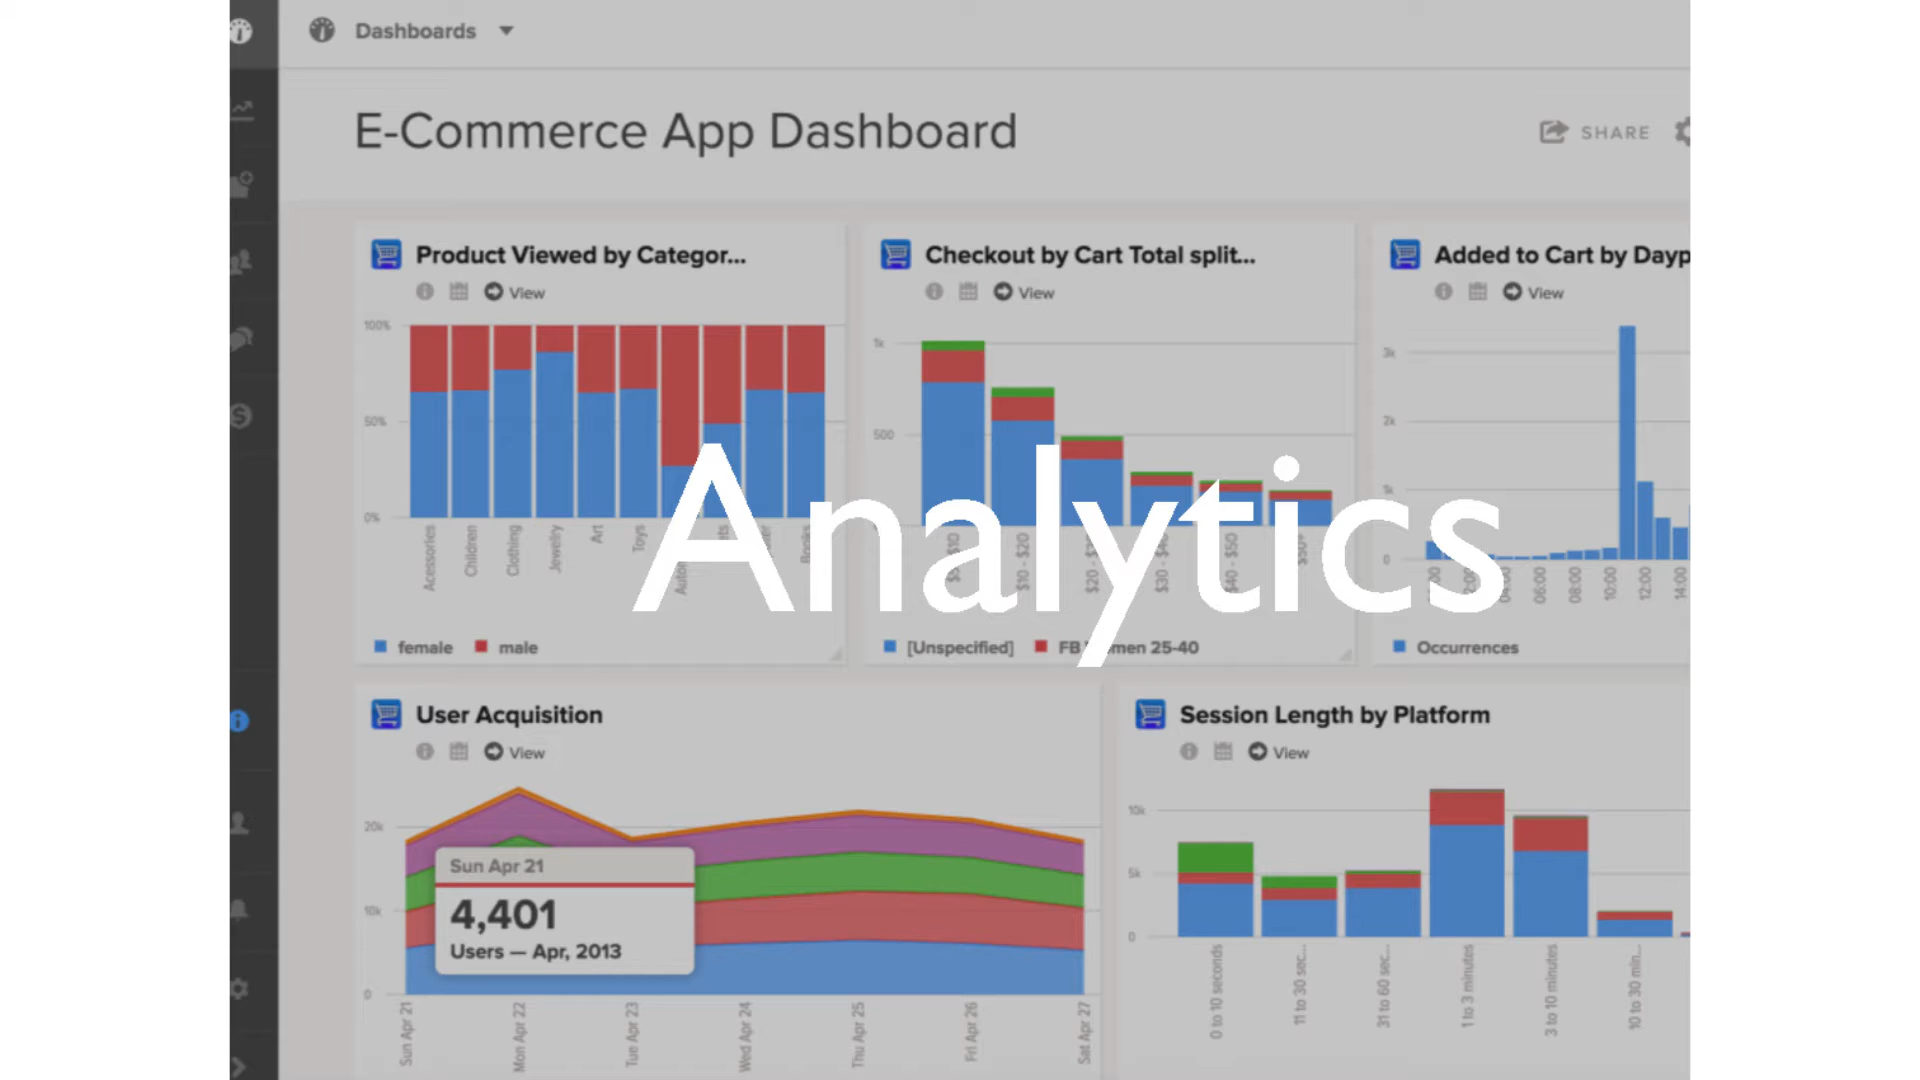 Dashboards
E-Commerce App Dashboard
SHARE
Product Viewed by Categor...
View
100%
50%
0%
Acessories
Children
Clothing
Jewelry
Art
Toys
female
male
Checkout by Cart Total split...
View
1k
500
$10 - $20
$30 - $40
$40 - $50
$50+
[Unspecified]
FB Women 25-40
Added to Cart by Dayp
View
3k
2k
1k
0
04:00
06:00
08:00
10:00
12:00
14:00
Occurrences
Analytics
User Acquisition
View
20k
10k
0
Sun Apr 21
4,401
Users — Apr, 2013
Sun Apr 21
Mon Apr 22
Tue Apr 23
Wed Apr 24
Thu Apr 25
Fri Apr 26
Sat Apr 27
Session Length by Platform
View
10k
5k
0
0 to 10 seconds
11 to 30 sec...
31 to 60 sec...
1 to 3 minutes
3 to 10 minutes
10 to 30 min...